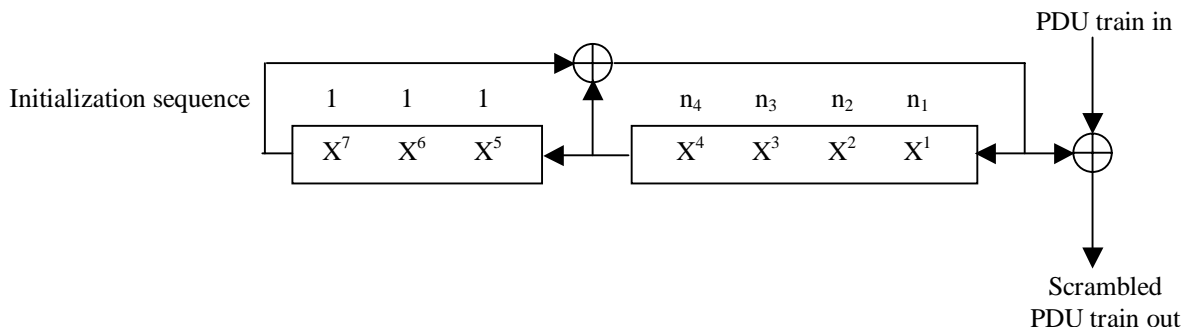 PDU train in
Initialization sequence
1 1 1 n₄ n₃ n₂ n₁
X⁷ X⁶ X⁵ X⁴ X³ X² X¹
Scrambled
PDU train out